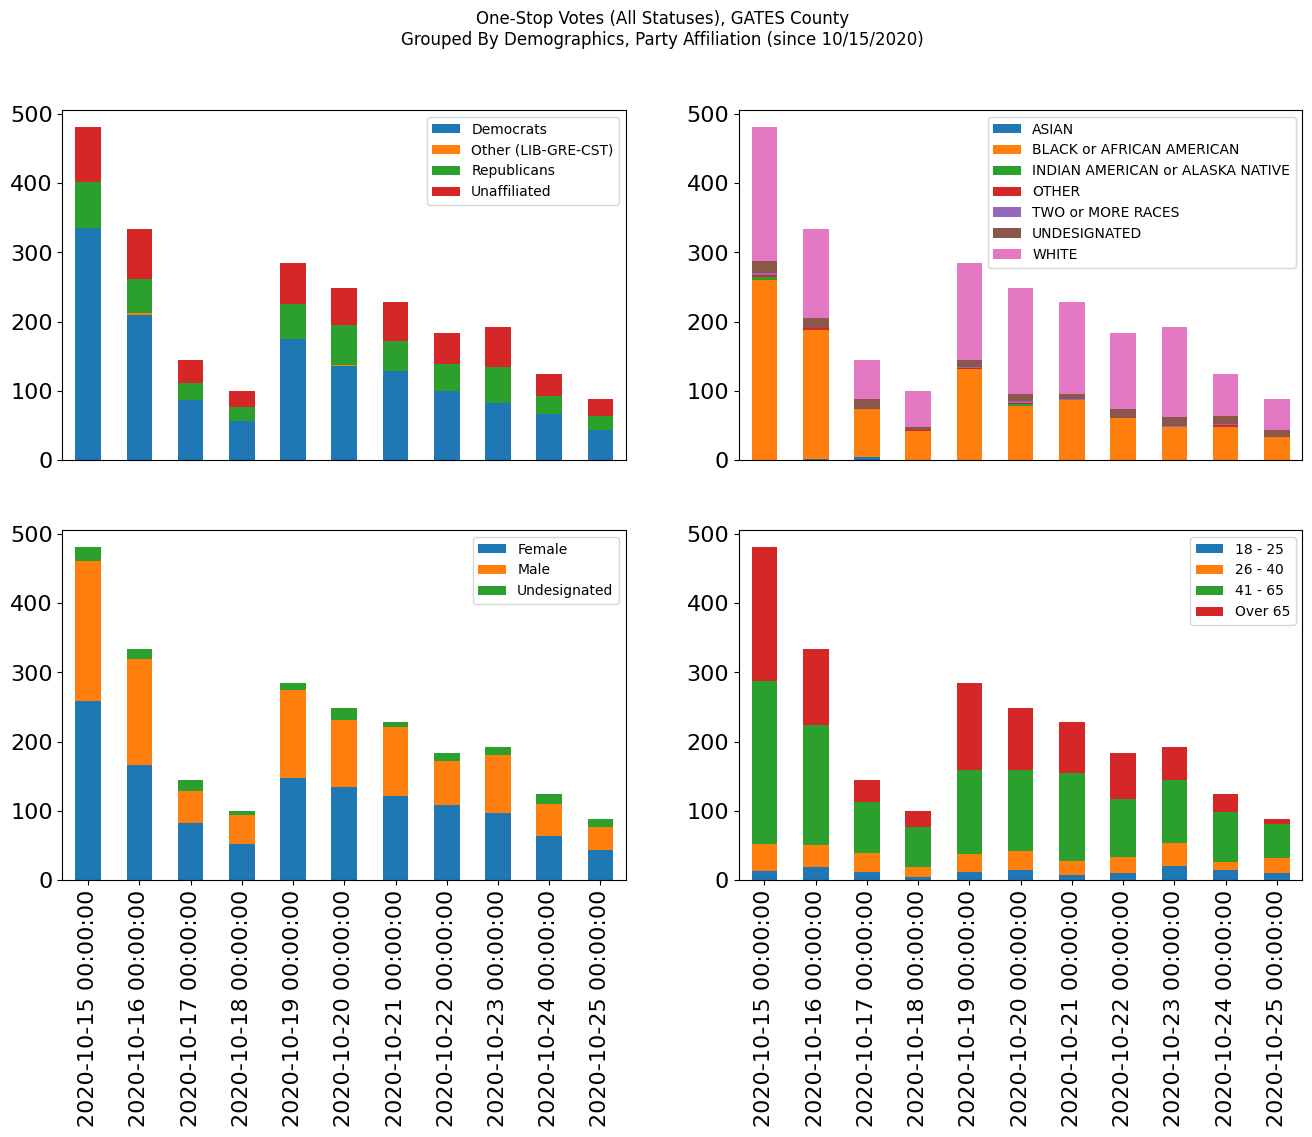 One-Stop Votes (All Statuses), GATES County
Grouped By Demographics, Party Affiliation (since 10/15/2020)
500
400
300
200
100
0
Democrats
Other (LIB-GRE-CST)
Republicans
Unaffiliated
500
400
300
200
100
0
ASIAN
BLACK or AFRICAN AMERICAN
INDIAN AMERICAN or ALASKA NATIVE
OTHER
TWO or MORE RACES
UNDESIGNATED
WHITE
500
400
300
200
100
0
Female
Male
Undesignated
2020-10-15 00:00:00
2020-10-16 00:00:00
2020-10-17 00:00:00
2020-10-18 00:00:00
2020-10-19 00:00:00
2020-10-20 00:00:00
2020-10-21 00:00:00
2020-10-22 00:00:00
2020-10-23 00:00:00
2020-10-24 00:00:00
2020-10-25 00:00:00
500
400
300
200
100
0
18 - 25
26 - 40
41 - 65
Over 65
2020-10-15 00:00:00
2020-10-16 00:00:00
2020-10-17 00:00:00
2020-10-18 00:00:00
2020-10-19 00:00:00
2020-10-20 00:00:00
2020-10-21 00:00:00
2020-10-22 00:00:00
2020-10-23 00:00:00
2020-10-24 00:00:00
2020-10-25 00:00:00